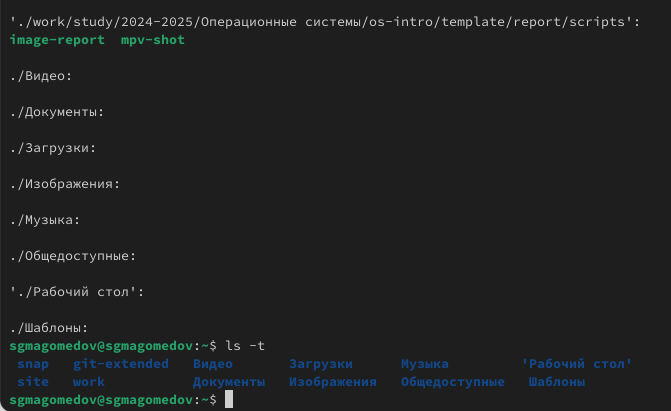 './work/study/2024-2025/Операционные системы/os-intro/template/report/scripts':
image-report  mpv-shot
./Видео:
./Документы:
./Загрузки:
./Изображения:
./Музыка:
./Общедоступные:
'./Рабочий стол':
./Шаблоны:
sgmagomedov@sgmagomedov:~$ ls -t
snap   git-extended   Видео       Загрузки      Музыка         'Рабочий стол'
site   work           Документы   Изображения   Общедоступные   Шаблоны
sgmagomedov@sgmagomedov:~$